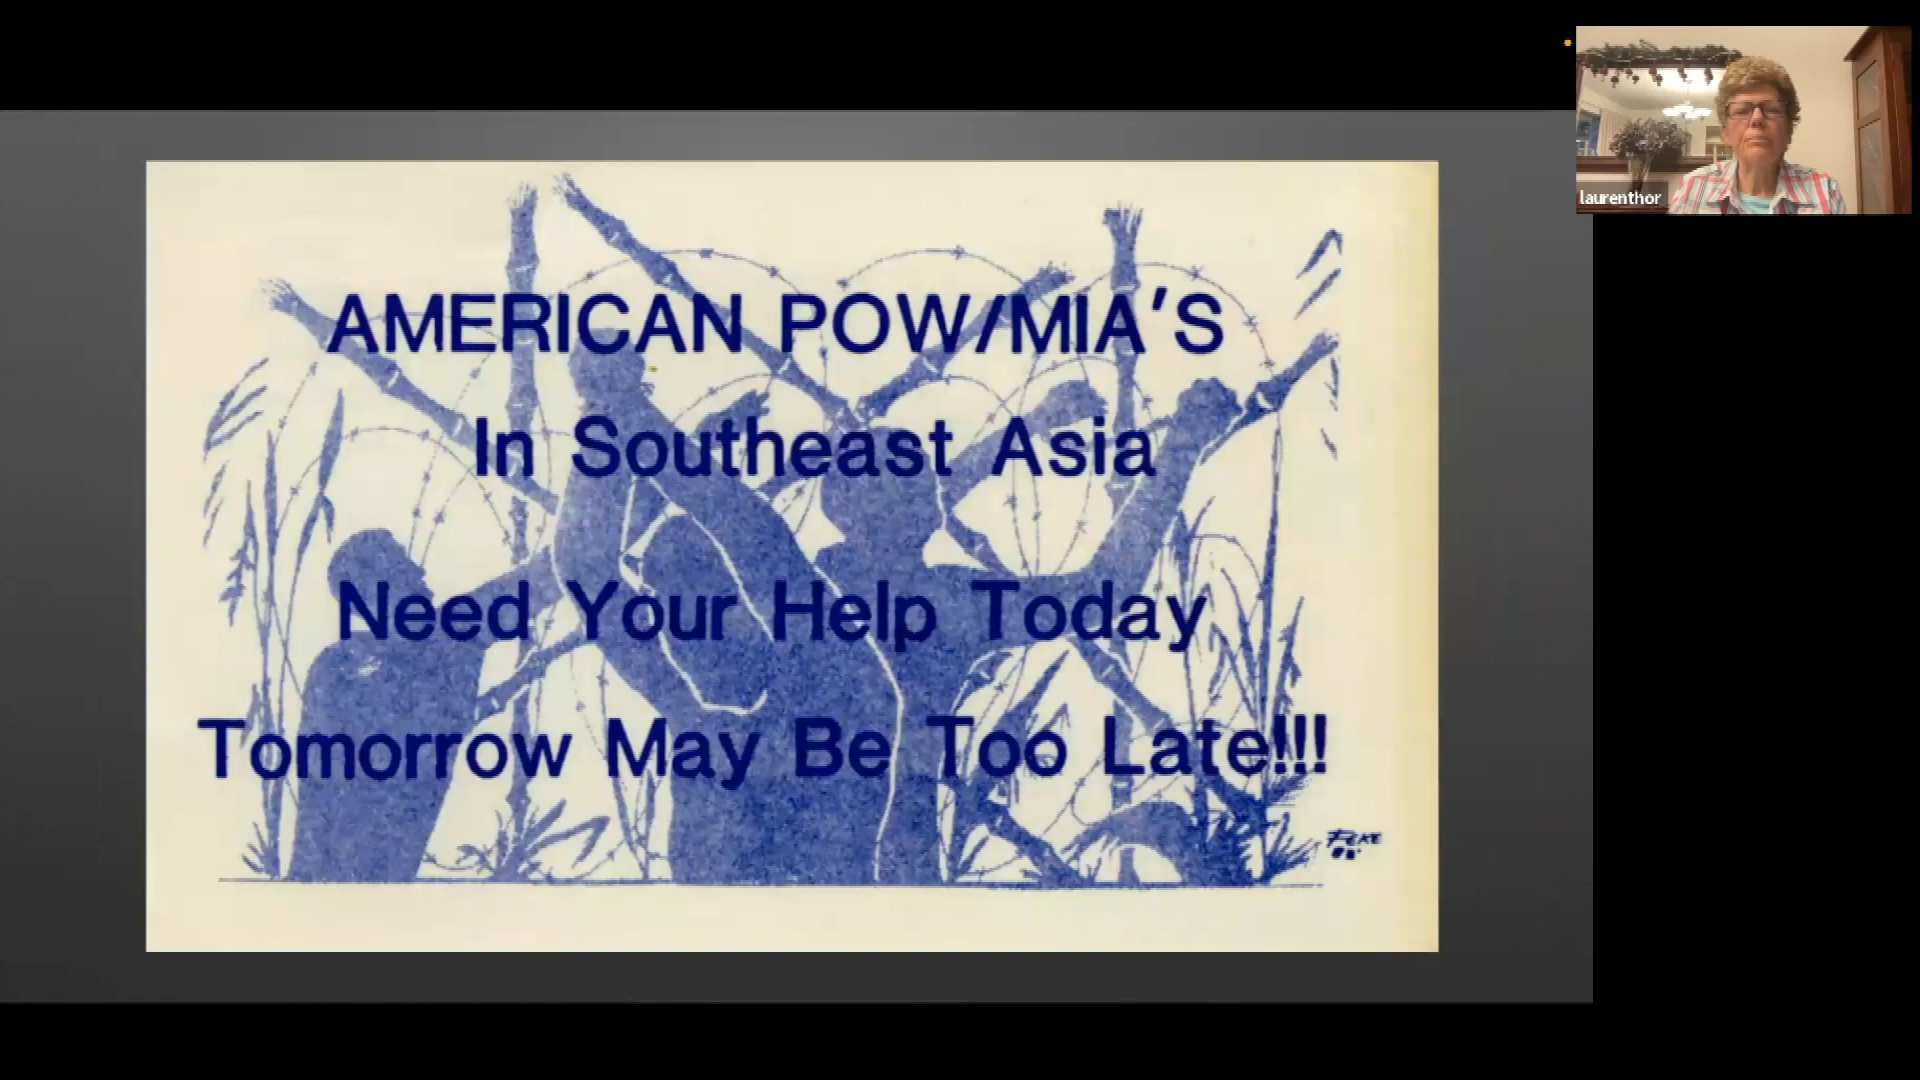 AMERICAN POW/MIA'S
In Southeast Asia
Need Your Help Today
Tomorrow May Be Too Late!!!
laurenthor